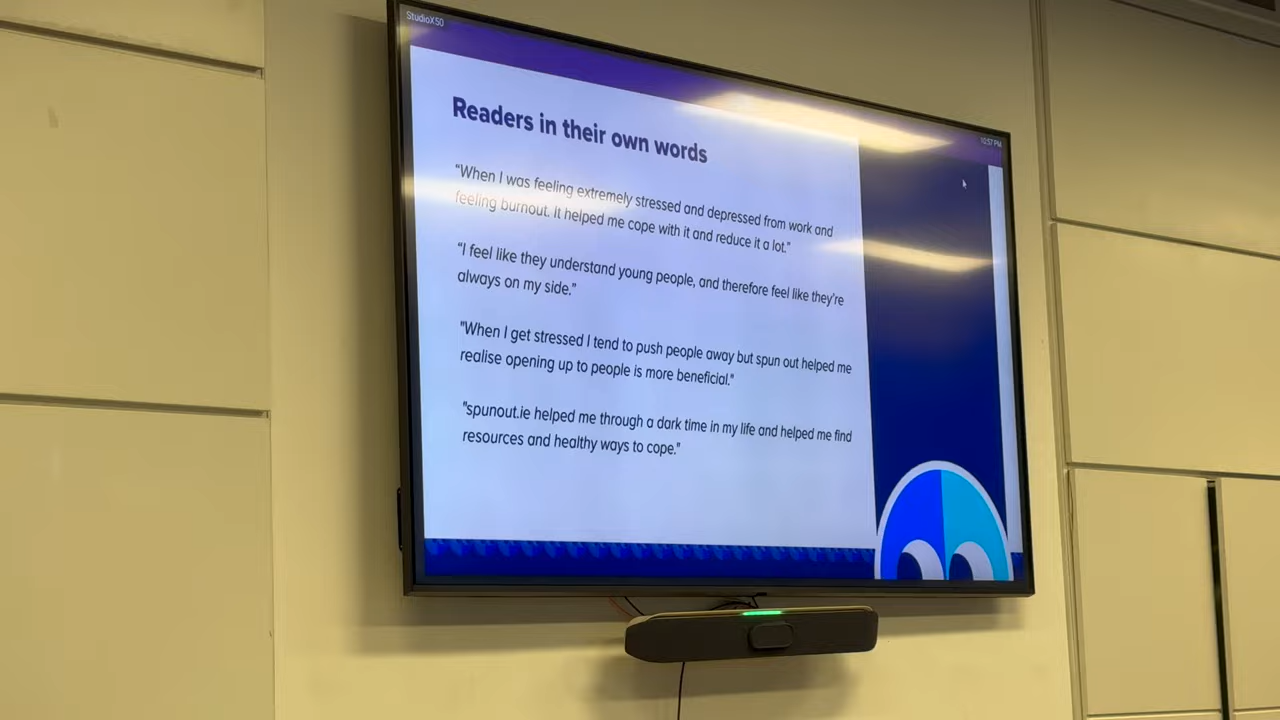 StudioX50
10:57 PM
Readers in their own words
“When I was feeling extremely stressed and depressed from work and
feeling burnout. It helped me cope with it and reduce it a lot.”
“I feel like they understand young people, and therefore feel like they’re
always on my side.”
"When I get stressed I tend to push people away but spun out helped me
realise opening up to people is more beneficial."
"spunout.ie helped me through a dark time in my life and helped me find
resources and healthy ways to cope."